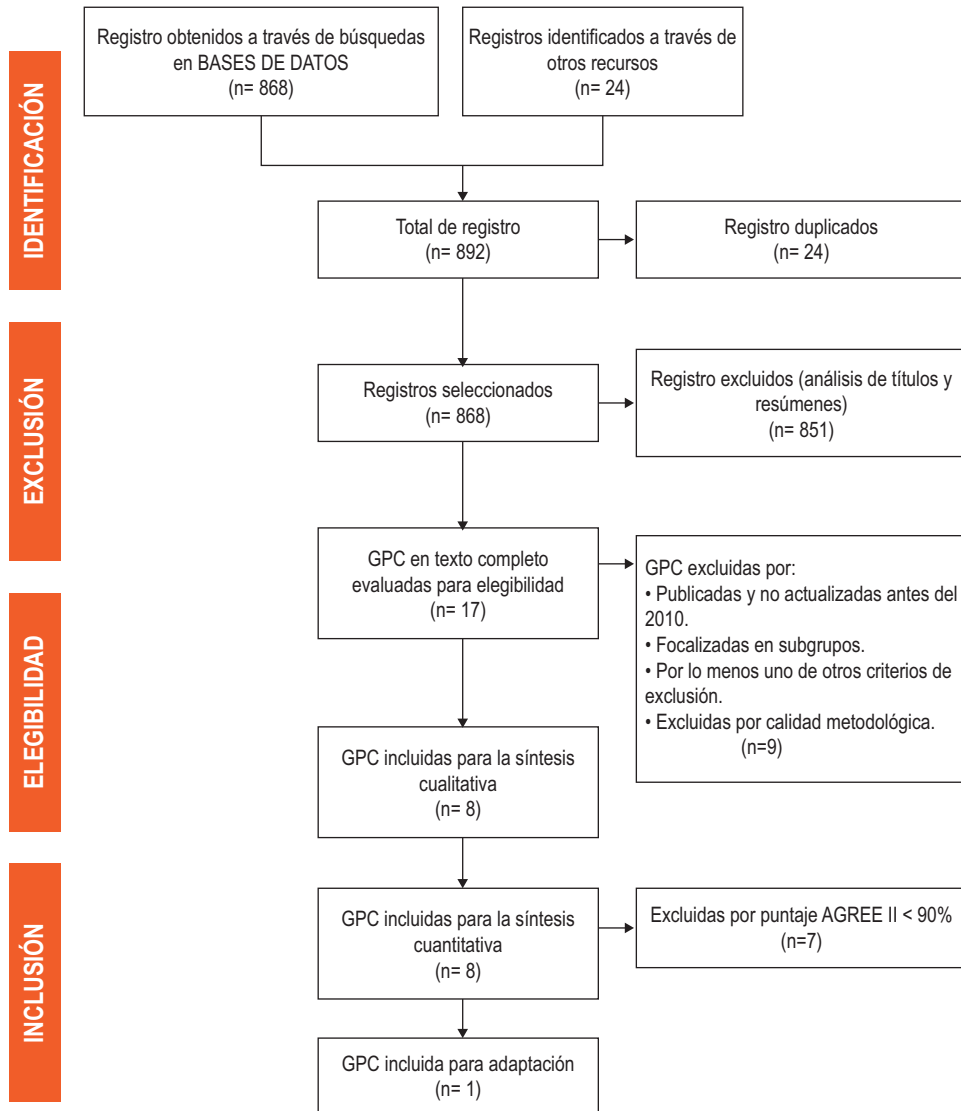 Registro obtenidos a través de búsquedas
en BASES DE DATOS
(n= 868)
Registros identificados a través de
otros recursos
(n= 24)
IDENTIFICACIÓN
Total de registro
(n= 892)
Registro duplicados
(n= 24)
EXCLUSIÓN
Registros seleccionado
(n= 868)
Registro excluidos (análisis de títulos y
resúmenes)
(n= 851)
GPC en texto completo
evaluadas para elegibilidad
(n= 17)
GPC excluidas por:
• Publicadas y no actualizadas antes del
2010.
• Focalizadas en subgrupos.
• Por lo menos uno de otros criterios de
exclusión.
• Excluidas por calidad metodológica.
(n=9)
ELEGIBILIDAD
GPC incluidas para la síntesis
cualitativa
(n= 8)
INCLUSIÓN
GPC incluidas para la síntesis
cuantitativa
(n= 8)
Excluidas por puntaje AGREE II < 90%
(n=7)
GPC incluida para adaptación
(n= 1)